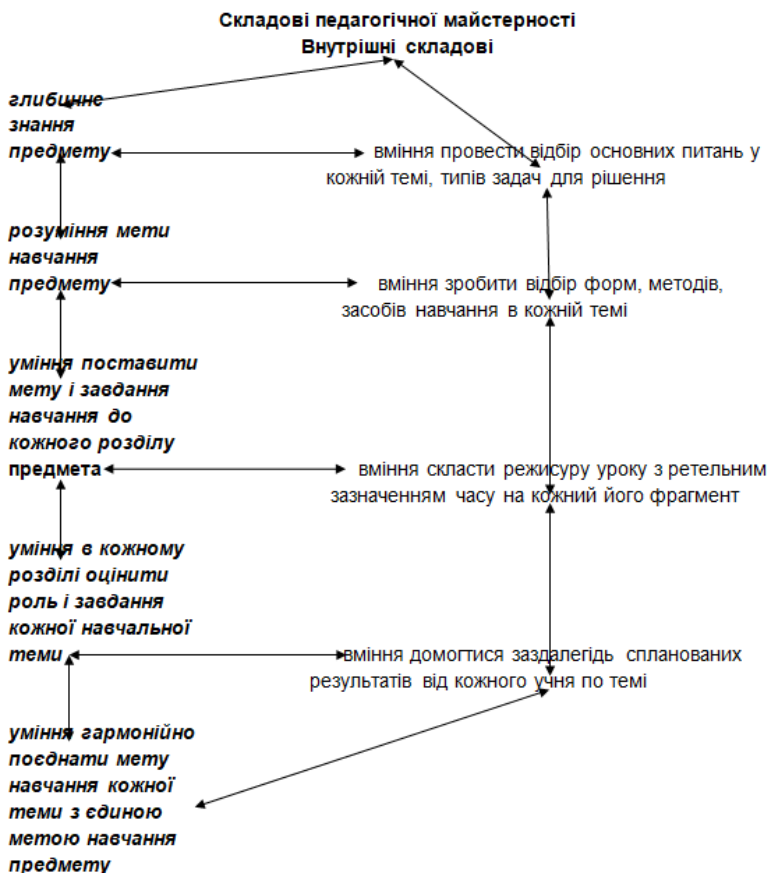 Складові педагогічної майстерності
Внутрішні складові
глибинне
знання
предмету
вміння провести відбір основних питань у
кожній темі, типів задач для рішення
розуміння мети
навчання
предмету
вміння зробити відбір форм, методів,
засобів навчання в кожній темі
уміння поставити
мету і завдання
навчання до
кожного розділу
предмета
вміння скласти режисуру уроку з ретельним
зазначенням часу на кожний його фрагмент
уміння в кожному
розділі оцінити
роль і завдання
кожної навчальної
теми
вміння домогтися заздалегідь спланованих
результатів від кожного учня по темі
уміння гармонійно
поєднати мету
навчання кожної
теми з єдиною
метою навчання
предмету